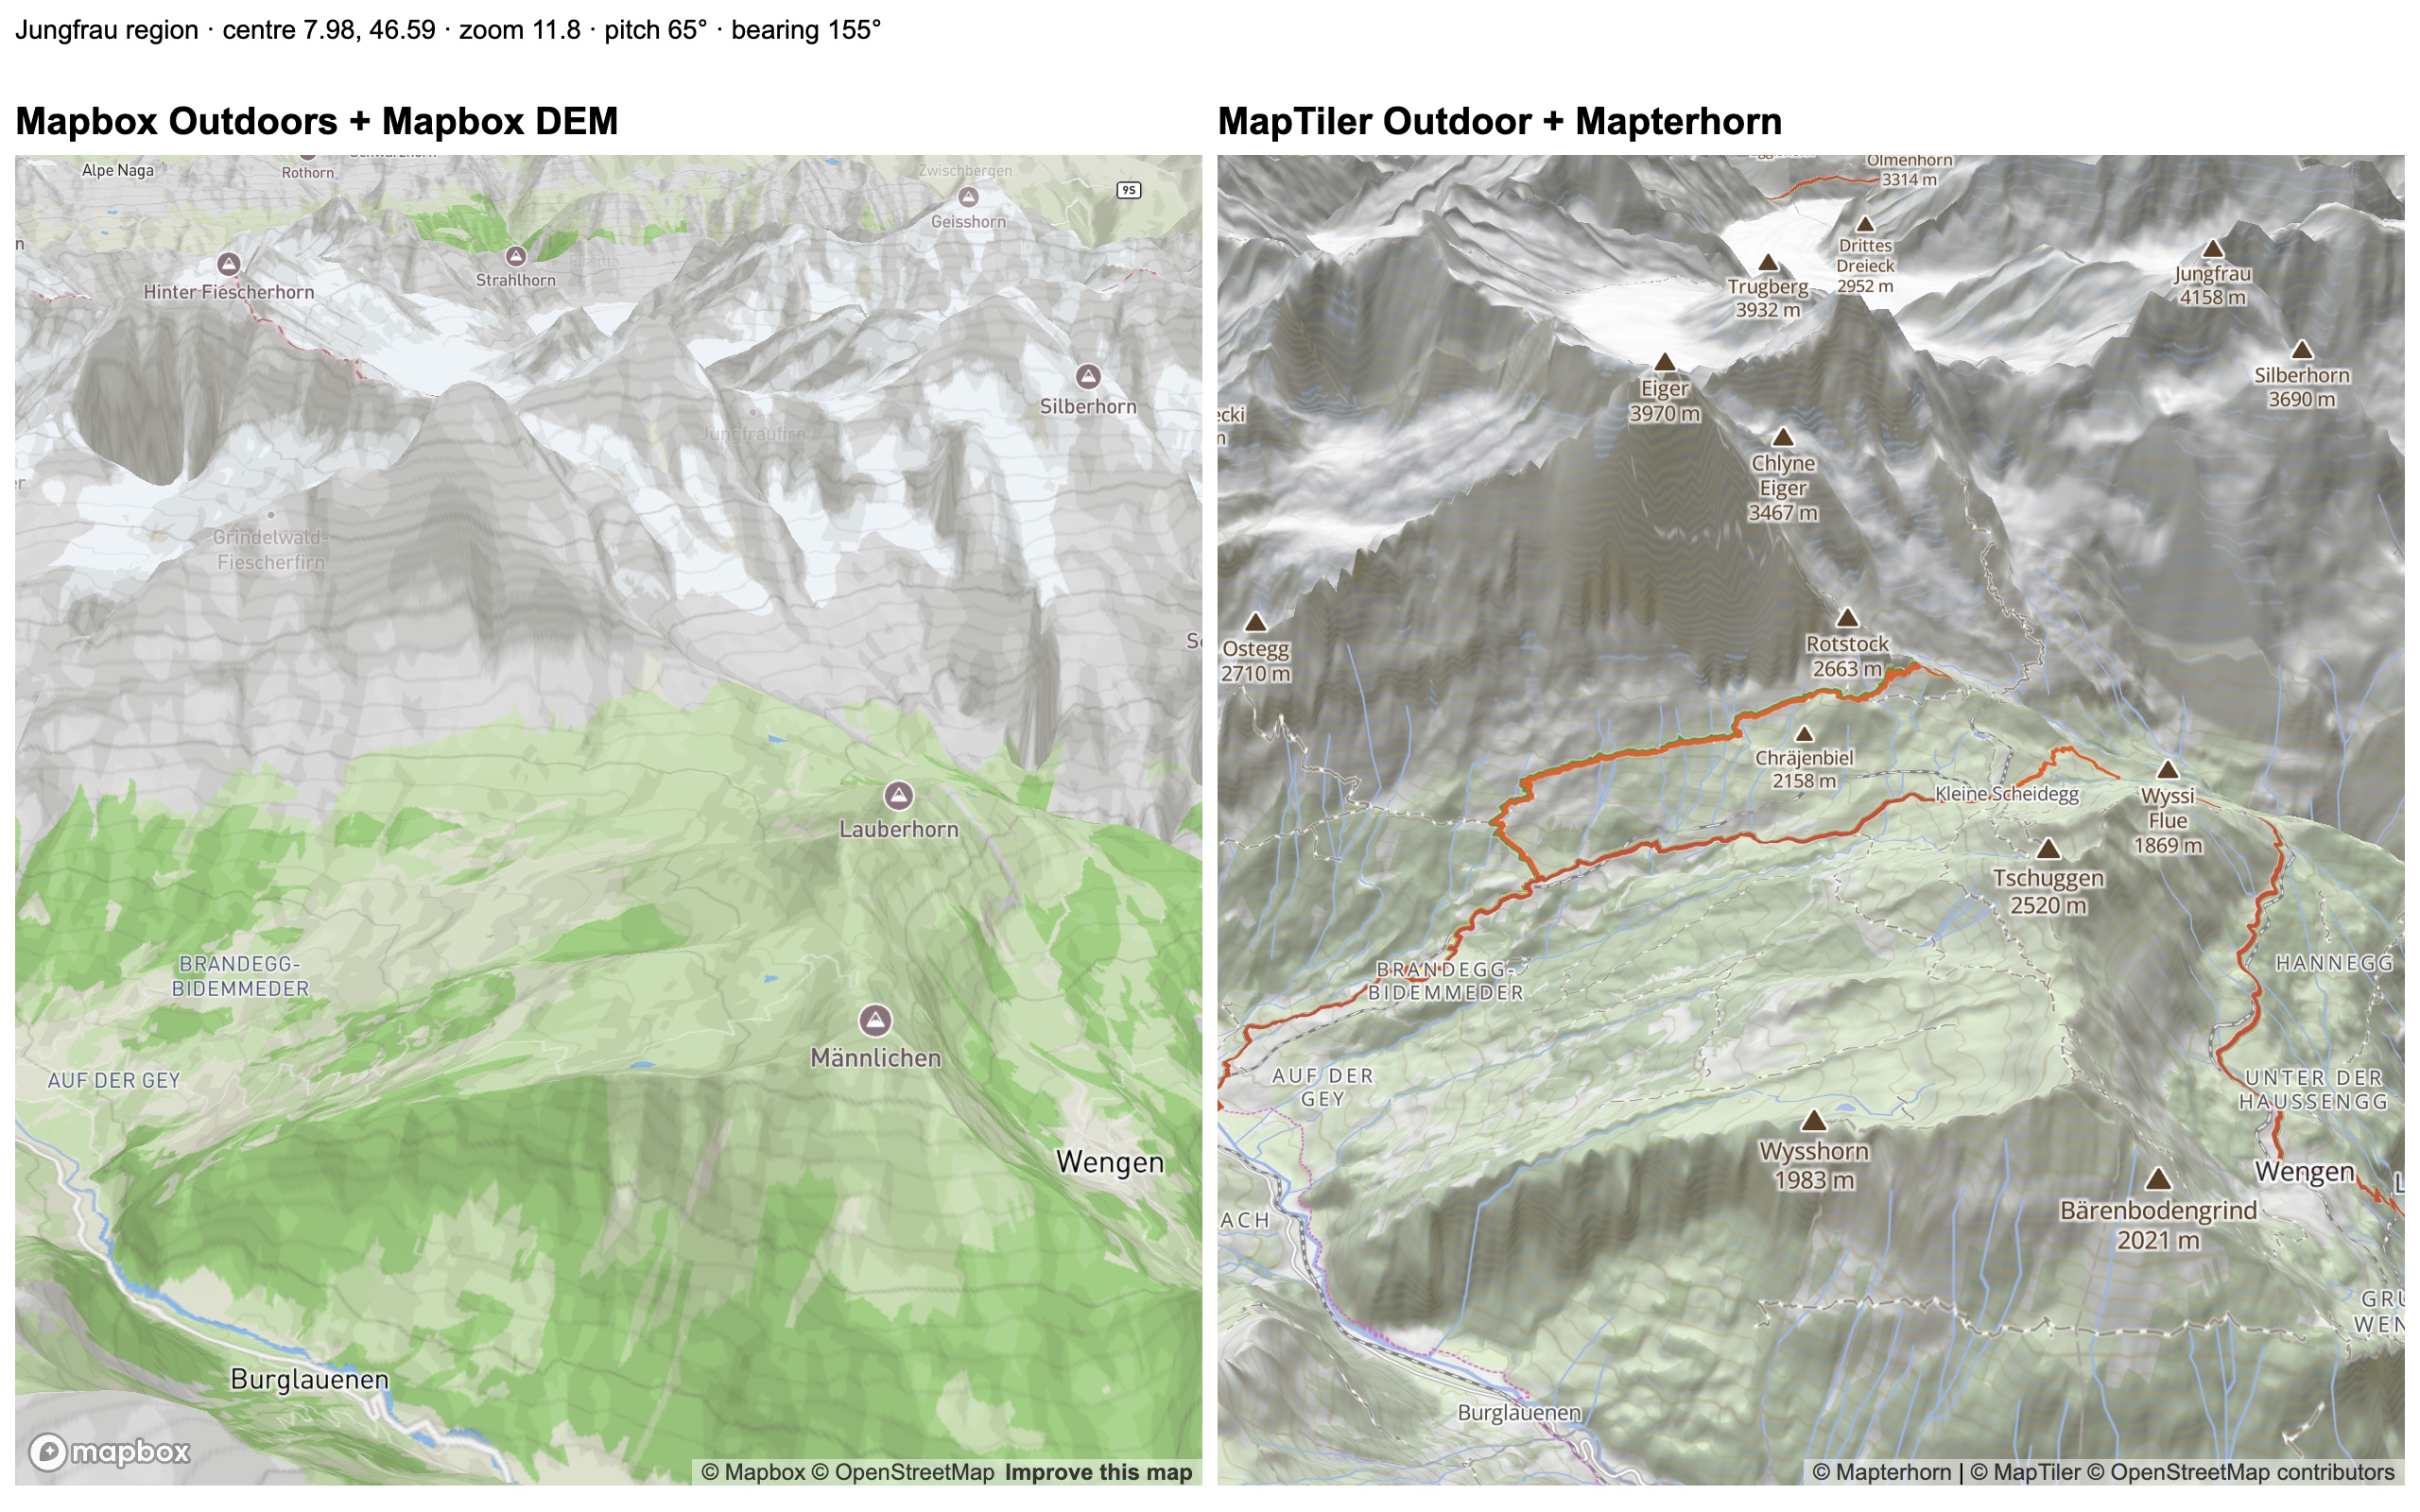 Jungfrau region · centre 7.98, 46.59 · zoom 11.8 · pitch 65° · bearing 155°
Mapbox Outdoors + Mapbox DEM
Alpe Naga
Rothorn
Zwischbergen
9S
Geisshorn
Hinter Fiescherhorn
Strahlhorn
Silberhorn
Jungfraufirn
Grindelwald-
Fiescherfirn
Lauberhorn
BRANDEGG-
BIDEMMEDER
Männlichen
AUF DER GEY
Wengen
Burglauenen
mapbox
© Mapbox © OpenStreetMap Improve this map
MapTiler Outdoor + Mapterhorn
Olmenhorn
3314 m
Drittes
Dreieck
2952 m
Trugberg
3932 m
Jungfrau
4158 m
Eiger
3970 m
Silberhorn
3690 m
Chlyne
Eiger
3467 m
Ostegg
2710 m
Rotstock
2663 m
Chräjenbiel
2158 m
Kleine Scheidegg
Wyssi
Flue
1869 m
Tschuggen
2520 m
BRANDEGG-
BIDEMMEDER
HANNEGG
AUF DER
GEY
UNTER DER
HAUSSENGG
Wysshorn
1983 m
Wengen
Bärenbodengrind
2021 m
ACH
GRU
WEN
Burglauenen
© Mapterhorn | © MapTiler © OpenStreetMap contributors